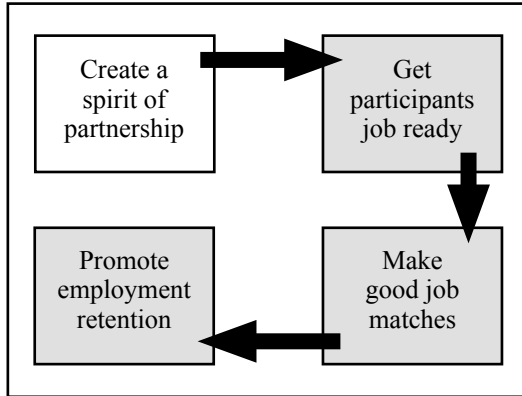 Create a
spirit of
partnership
Get
participants
job ready
Make
good job
matches
Promote
employment
retention